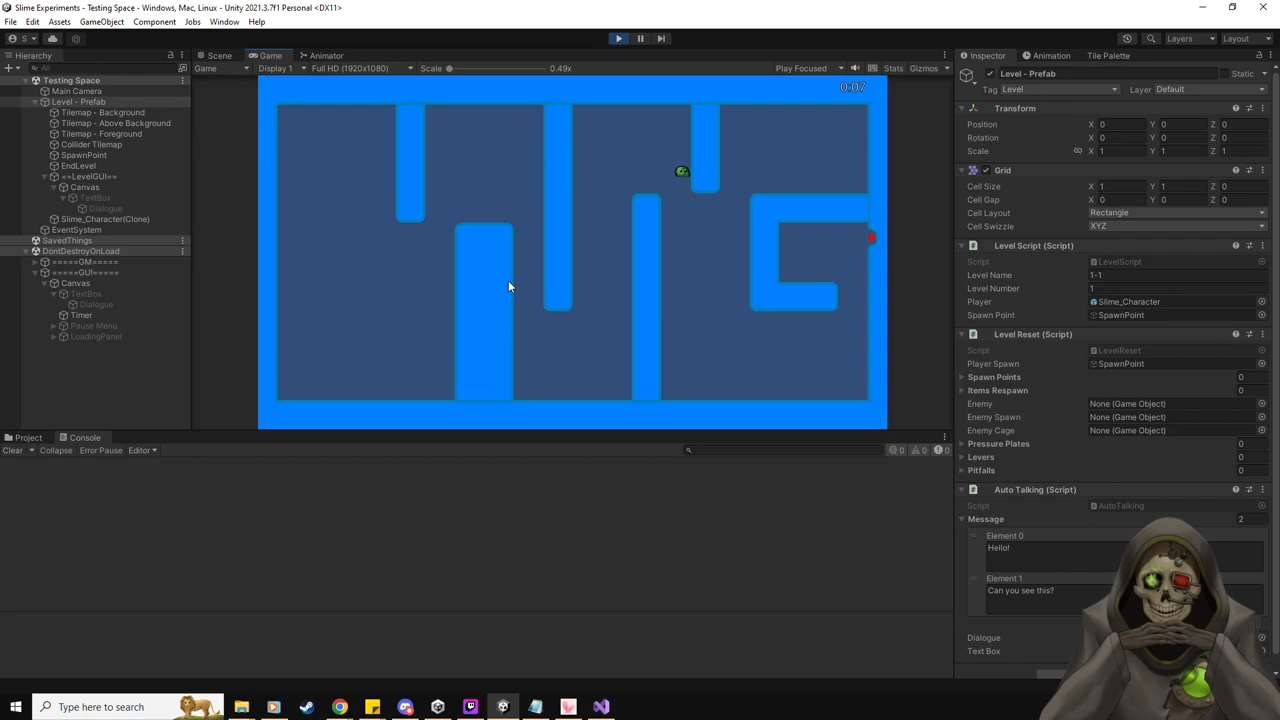 Slime Experiments - Testing Space - Windows, Mac, Linux - Unity 2021.3.7f1 Personal <DX11>
File Edit Assets GameObject Component Jobs Window Help
S
Layers Layout
Hierarchy
All
Testing Space
Main Camera
Level - Prefab
Tilemap - Background
Tilemap - Above Background
Tilemap - Foreground
Collider Tilemap
SpawnPoint
EndLevel
==LevelGUI==
Canvas
TextBox
Dialogue
Slime_Character(Clone)
EventSystem
SavedThings
DontDestroyOnLoad
=====GM=====
=====GUI=====
Canvas
TextBox
Dialogue
Timer
Pause Menu
LoadingPanel
Scene Game Animator
Game Display 1 Full HD (1920x1080) Scale 0.49x Play Focused Stats Gizmos
0:07
Project Console
Clear Collapse Error Pause Editor
0 0 0
Inspector Animation Tile Palette
Level - Prefab Static
Tag Level Layer Default
Transform
Position X 0 Y 0 Z 0
Rotation X 0 Y 0 Z 0
Scale X 1 Y 1 Z 1
Grid
Cell Size X 1 Y 1 Z 0
Cell Gap X 0 Y 0 Z 0
Cell Layout Rectangle
Cell Swizzle XYZ
Level Script (Script)
Script LevelScript
Level Name 1-1
Level Number 1
Player Slime_Character
Spawn Point SpawnPoint
Level Reset (Script)
Script LevelReset
Player Spawn SpawnPoint
Spawn Points 0
Items Respawn 0
Enemy None (Game Object)
Enemy Spawn None (Game Object)
Enemy Cage None (Game Object)
Pressure Plates 0
Levers 0
Pitfalls 0
Auto Talking (Script)
Script AutoTalking
Message 2
Element 0
Hello!
Element 1
Can you see this?
Dialogue
Text Box
Type here to search